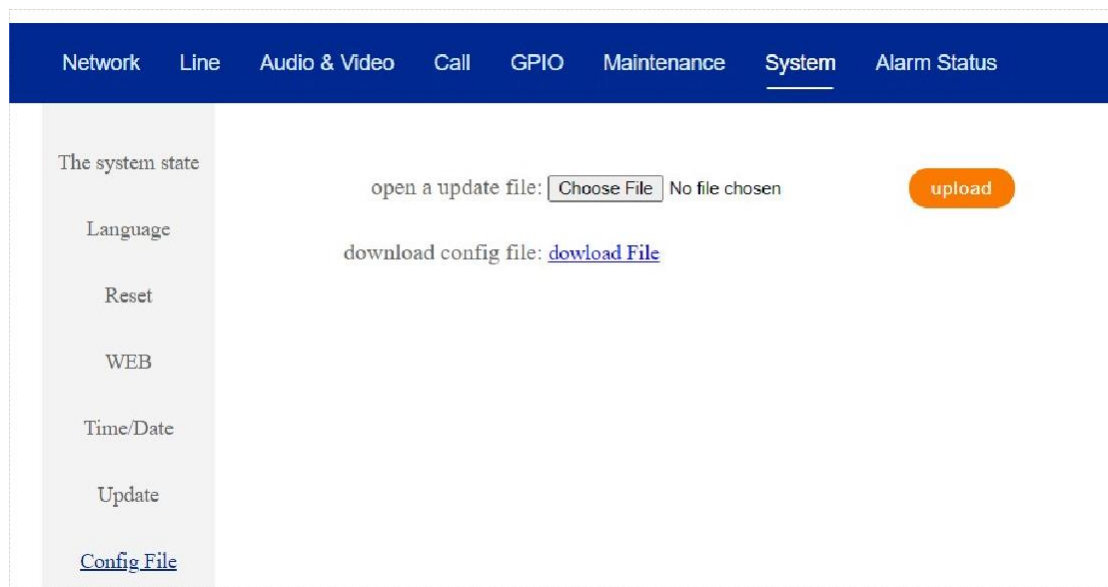 Network Line Audio & Video Call GPIO Maintenance System Alarm Status
The system state
Language
Reset
WEB
Time/Date
Update
Config File
open a update file: Choose File No file chosen upload
download config file: dowload File